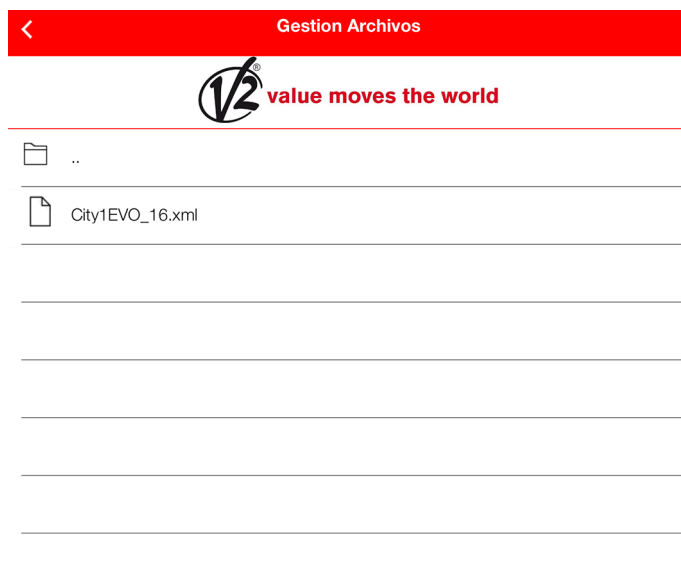 Gestion Archivos
V2® value moves the world
..
City1EVO_16.xml